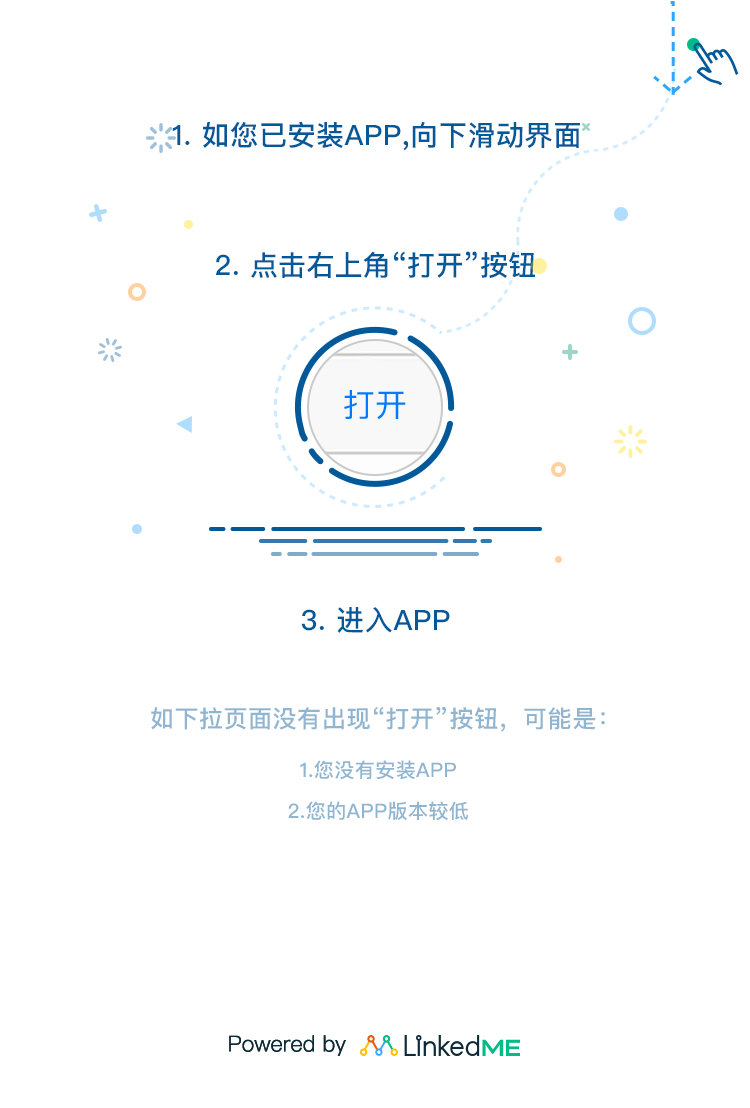 1. 如您已安装APP,向下滑动界面
2. 点击右上角“打开”按钮
打开
3. 进入APP
如下拉页面没有出现“打开”按钮，可能是：
1.您没有安装APP
2.您的APP版本较低
Powered by LinkedME